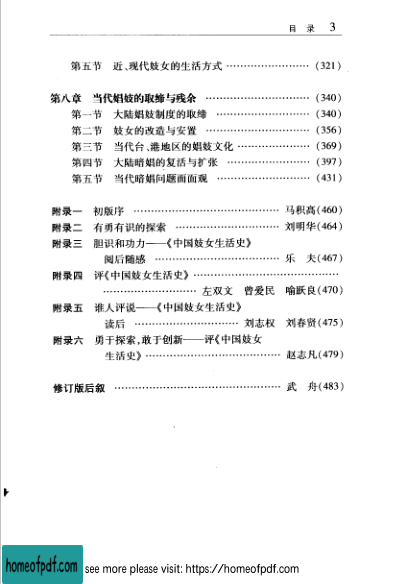 目 录 3
第五节 近、现代妓女的生活方式 …………………… (321)
第八章 当代娼妓的取缔与残余 ………………………… (340)
第一节 大陆娼妓制度的取缔 ……………………… (340)
第二节 妓女的改造与安置 ………………………… (356)
第三节 当代台、港地区的娼妓文化 ………………… (369)
第四节 大陆暗娼的复活与扩张 …………………… (397)
第五节 当代暗娼问题面面观 ……………………… (431)
附录一 初版序 …………………………………… 马积高(460)
附录二 有勇有识的探索 ………………………… 刘明华(464)
附录三 胆识和功力——《中国妓女生活史》
阅后随感 ………………………………… 乐 夫(467)
附录四 评《中国妓女生活史》……………………………………
……………………… 左双文 曾爱民 喻跃良(470)
附录五 谁人评说——《中国妓女生活史》
读后 ………………………… 刘志权 刘春贤(475)
附录六 勇于探索,敢于创新——评《中国妓女
生活史》………………………………… 赵志凡(479)
修订版后叙 ………………………………………… 武 舟(483)
homeofpdf.com
see more please visit: https://homeofpdf.com